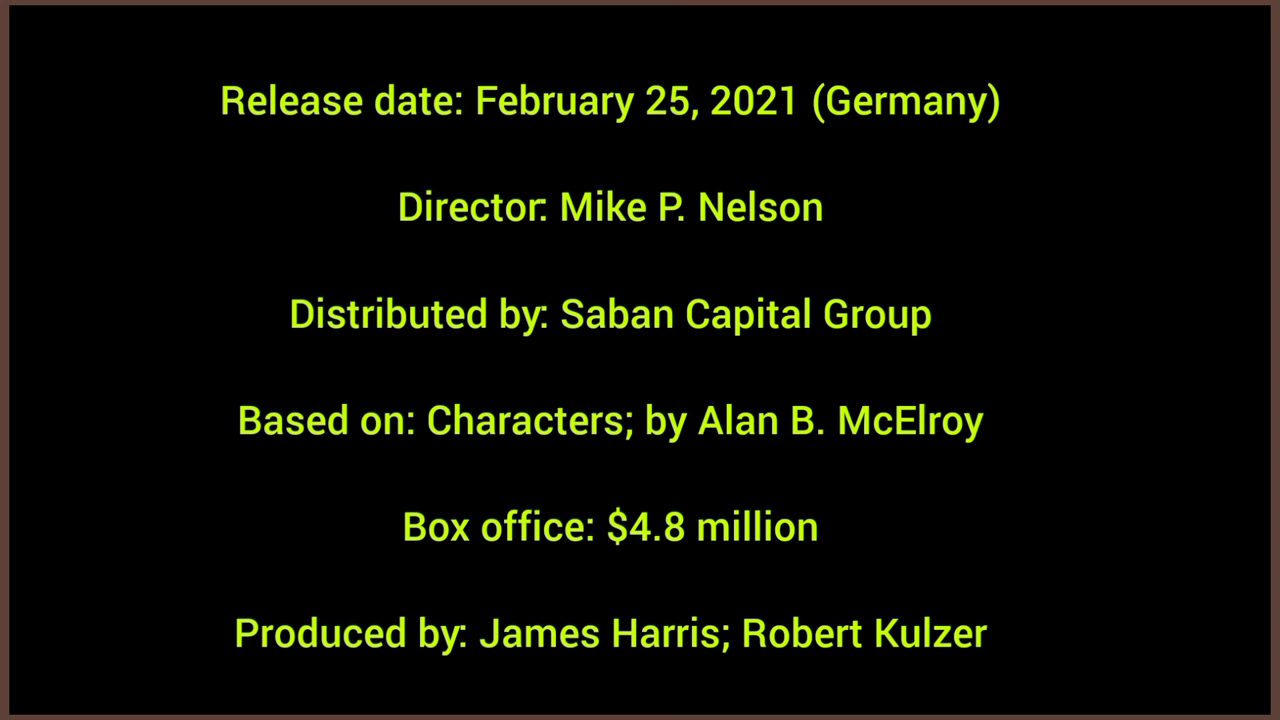 Release date: February 25, 2021 (Germany)
Director: Mike P. Nelson
Distributed by: Saban Capital Group
Based on: Characters; by Alan B. McElroy
Box office: $4.8 million
Produced by: James Harris; Robert Kulzer